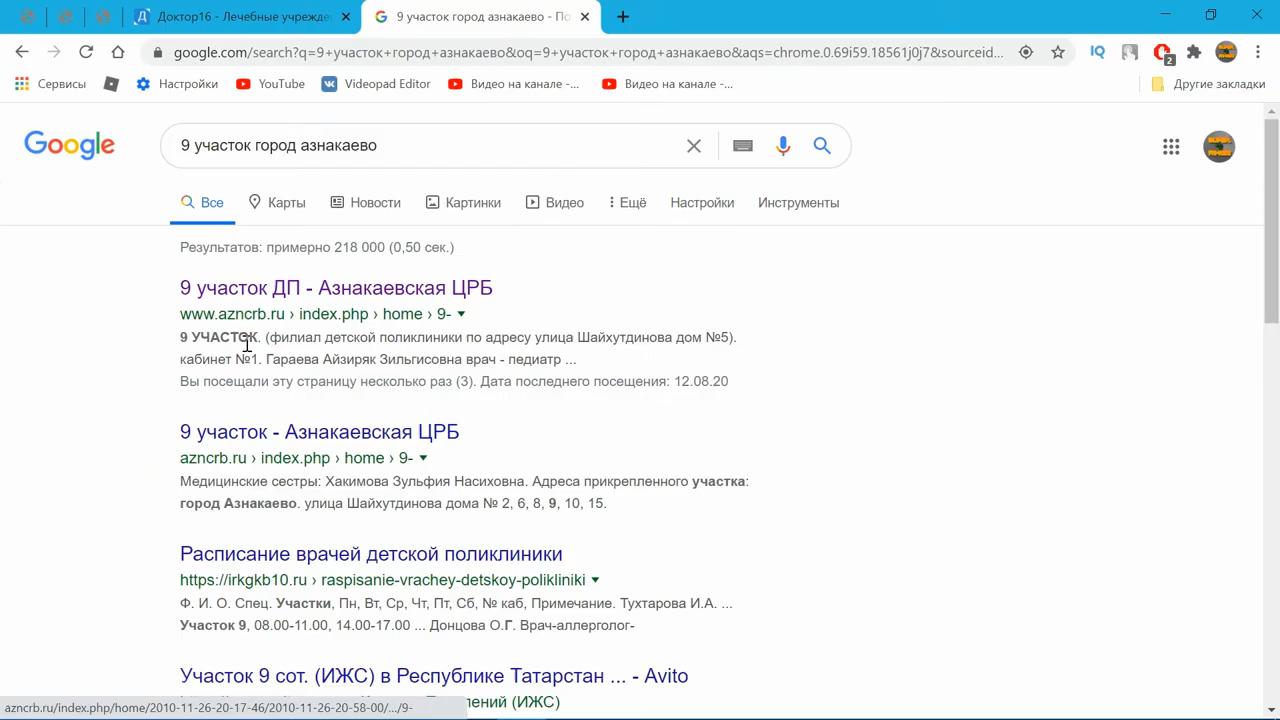 Доктор16 - Лечебные учрежде
9 участок город азнакаево - По
google.com/search?q=9+участок+город+азнакаево&oq=9+участок+город+азнакаево&aqs=chrome.0.69i59.18561j0j7&sourceid...
2
Сервисы
Настройки
YouTube
Videopad Editor
Видео на канале -...
Видео на канале -...
Другие закладки
Google
9 участок город азнакаево
Все
Карты
Новости
Картинки
Видео
Ещё
Настройки
Инструменты
Результатов: примерно 218 000 (0,50 сек.)
9 участок ДП - Азнакаевская ЦРБ
www.azncrb.ru › index.php › home › 9-
9 УЧАСТОК. (филиал детской поликлиники по адресу улица Шайхутдинова дом №5).
кабинет №1. Гараева Айзиряк Зильгисовна врач - педиатр ...
Вы посещали эту страницу несколько раз (3). Дата последнего посещения: 12.08.20
9 участок - Азнакаевская ЦРБ
azncrb.ru › index.php › home › 9-
Медицинские сестры: Хакимова Зульфия Насиховна. Адреса прикрепленного участка:
город Азнакаево. улица Шайхутдинова дома № 2, 6, 8, 9, 10, 15.
Расписание врачей детской поликлиники
https://irkgkb10.ru › raspisanie-vrachey-detskoy-polikliniki
Ф. И. О. Спец. Участки, Пн, Вт, Ср, Чт, Пт, Сб, № каб, Примечание. Тухтарова И.А. ...
Участок 9, 08.00-11.00, 14.00-17.00 ... Донцова О.Г. Врач-аллерголог-
Участок 9 сот. (ИЖС) в Республике Татарстан ... - Avito
лений (ИЖС)
azncrb.ru/index.php/home/2010-11-26-20-17-46/2010-11-26-20-58-00/.../9-